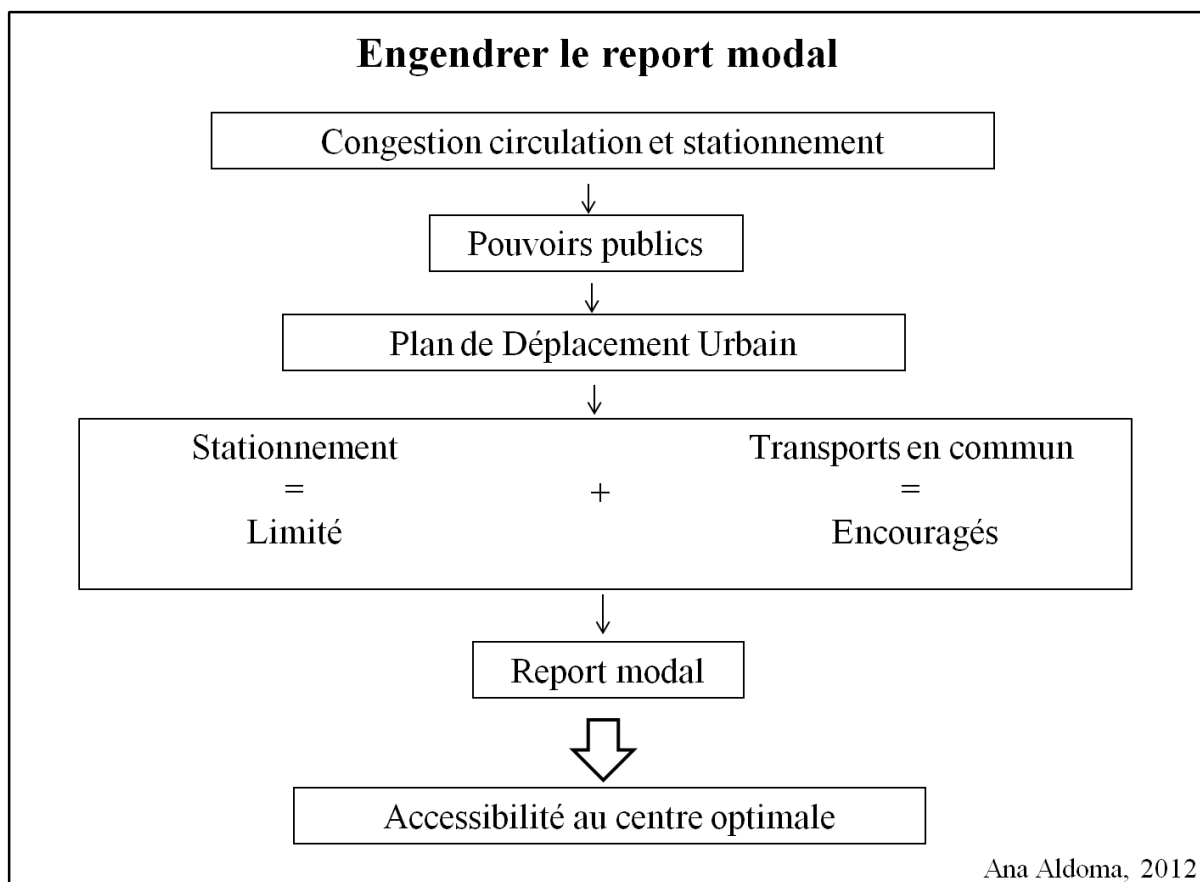 Engendrer le report modal
Congestion circulation et stationnement
Pouvoirs publics
Plan de Déplacement Urbain
Stationnement
=
Limité
+
Transports en commun
=
Encouragés
Report modal
Accessibilité au centre optimale
Ana Aldoma, 2012